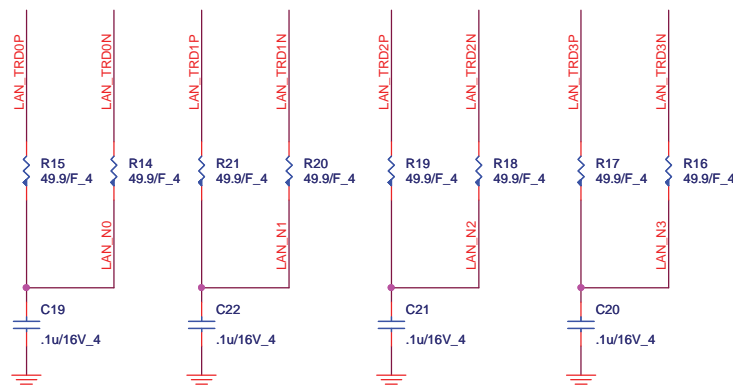 LAN_TRD0P
LAN_TRD0N
LAN_TRD1P
LAN_TRD1N
LAN_TRD2P
LAN_TRD2N
LAN_TRD3P
LAN_TRD3N
R15
49.9/F_4
R14
49.9/F_4
R21
49.9/F_4
R20
49.9/F_4
R19
49.9/F_4
R18
49.9/F_4
R17
49.9/F_4
R16
49.9/F_4
LAN_N0
LAN_N1
LAN_N2
LAN_N3
C19
.1u/16V_4
C22
.1u/16V_4
C21
.1u/16V_4
C20
.1u/16V_4